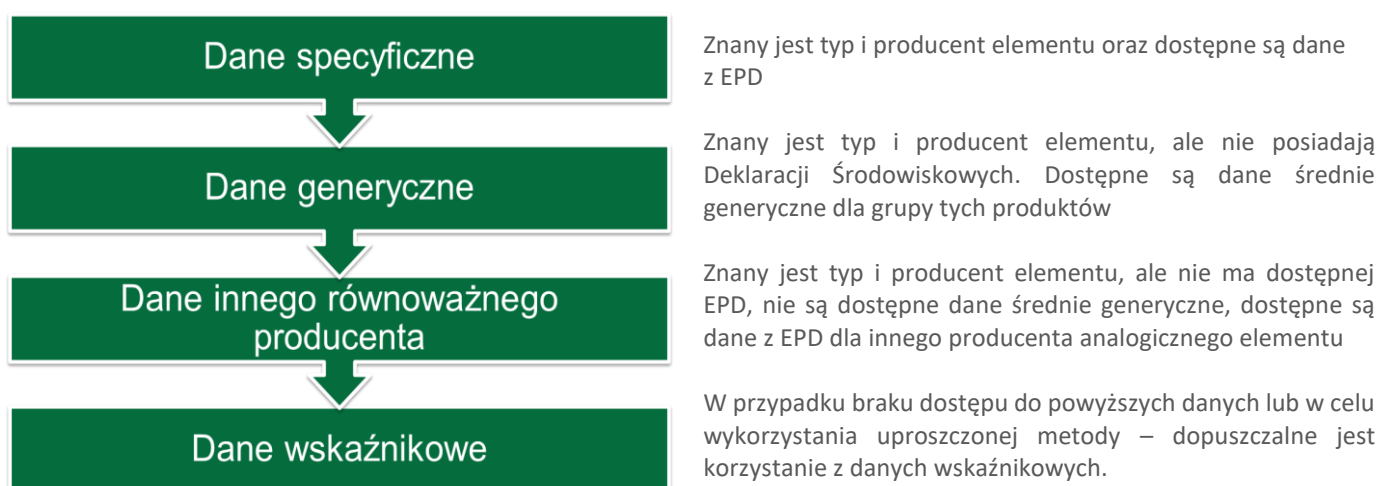 Dane specyficzne
Znany jest typ i producent elementu oraz dostępne są dane
z EPD
Dane generyczne
Znany jest typ i producent elementu, ale nie posiadają
Deklaracji Środowiskowych. Dostępne są dane średnie
generyczne dla grupy tych produktów
Dane innego równoważnego
producenta
Znany jest typ i producent elementu, ale nie ma dostępnej
EPD, nie są dostępne dane średnie generyczne, dostępne są
dane z EPD dla innego producenta analogicznego elementu
Dane wskaźnikowe
W przypadku braku dostępu do powyższych danych lub w celu
wykorzystania uproszczonej metody – dopuszczalne jest
korzystanie z danych wskaźnikowych.